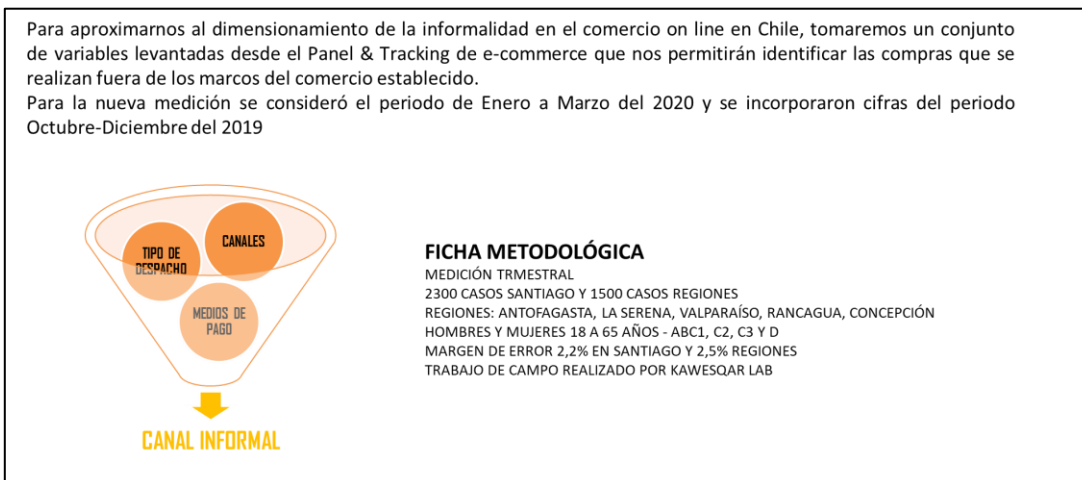 Para aproximarnos al dimensionamiento de la informalidad en el comercio on line en Chile, tomaremos un conjunto
de variables levantadas desde el Panel & Tracking de e-commerce que nos permitirán identificar las compras que se
realizan fuera de los marcos del comercio establecido.
Para la nueva medición se consideró el periodo de Enero a Marzo del 2020 y se incorporaron cifras del periodo
Octubre-Diciembre del 2019
CANALES
TIPO DE
DESPACHO
MEDIOS DE
PAGO
CANAL INFORMAL
FICHA METODOLÓGICA
MEDICIÓN TRMESTRAL
2300 CASOS SANTIAGO Y 1500 CASOS REGIONES
REGIONES: ANTOFAGASTA, LA SERENA, VALPARAÍSO, RANCAGUA, CONCEPCIÓN
HOMBRES Y MUJERES 18 A 65 AÑOS - ABC1, C2, C3 Y D
MARGEN DE ERROR 2,2% EN SANTIAGO Y 2,5% REGIONES
TRABAJO DE CAMPO REALIZADO POR KAWESQAR LAB